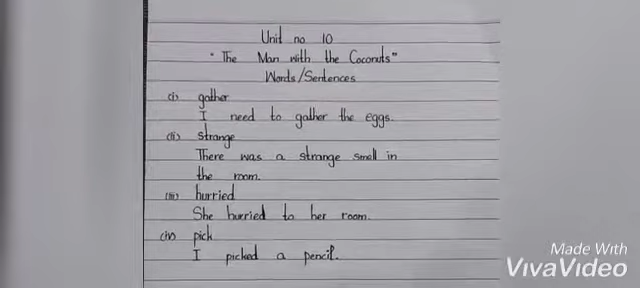 Unit no 10
"The Man with the Coconuts"
Words/Sentences
(i) gather
I need to gather the eggs.
(ii) strange
There was a strange smell in
the room.
(iii) hurried
She hurried to her room.
(iv) pick
I picked a pencil.
Made With
VivaVideo